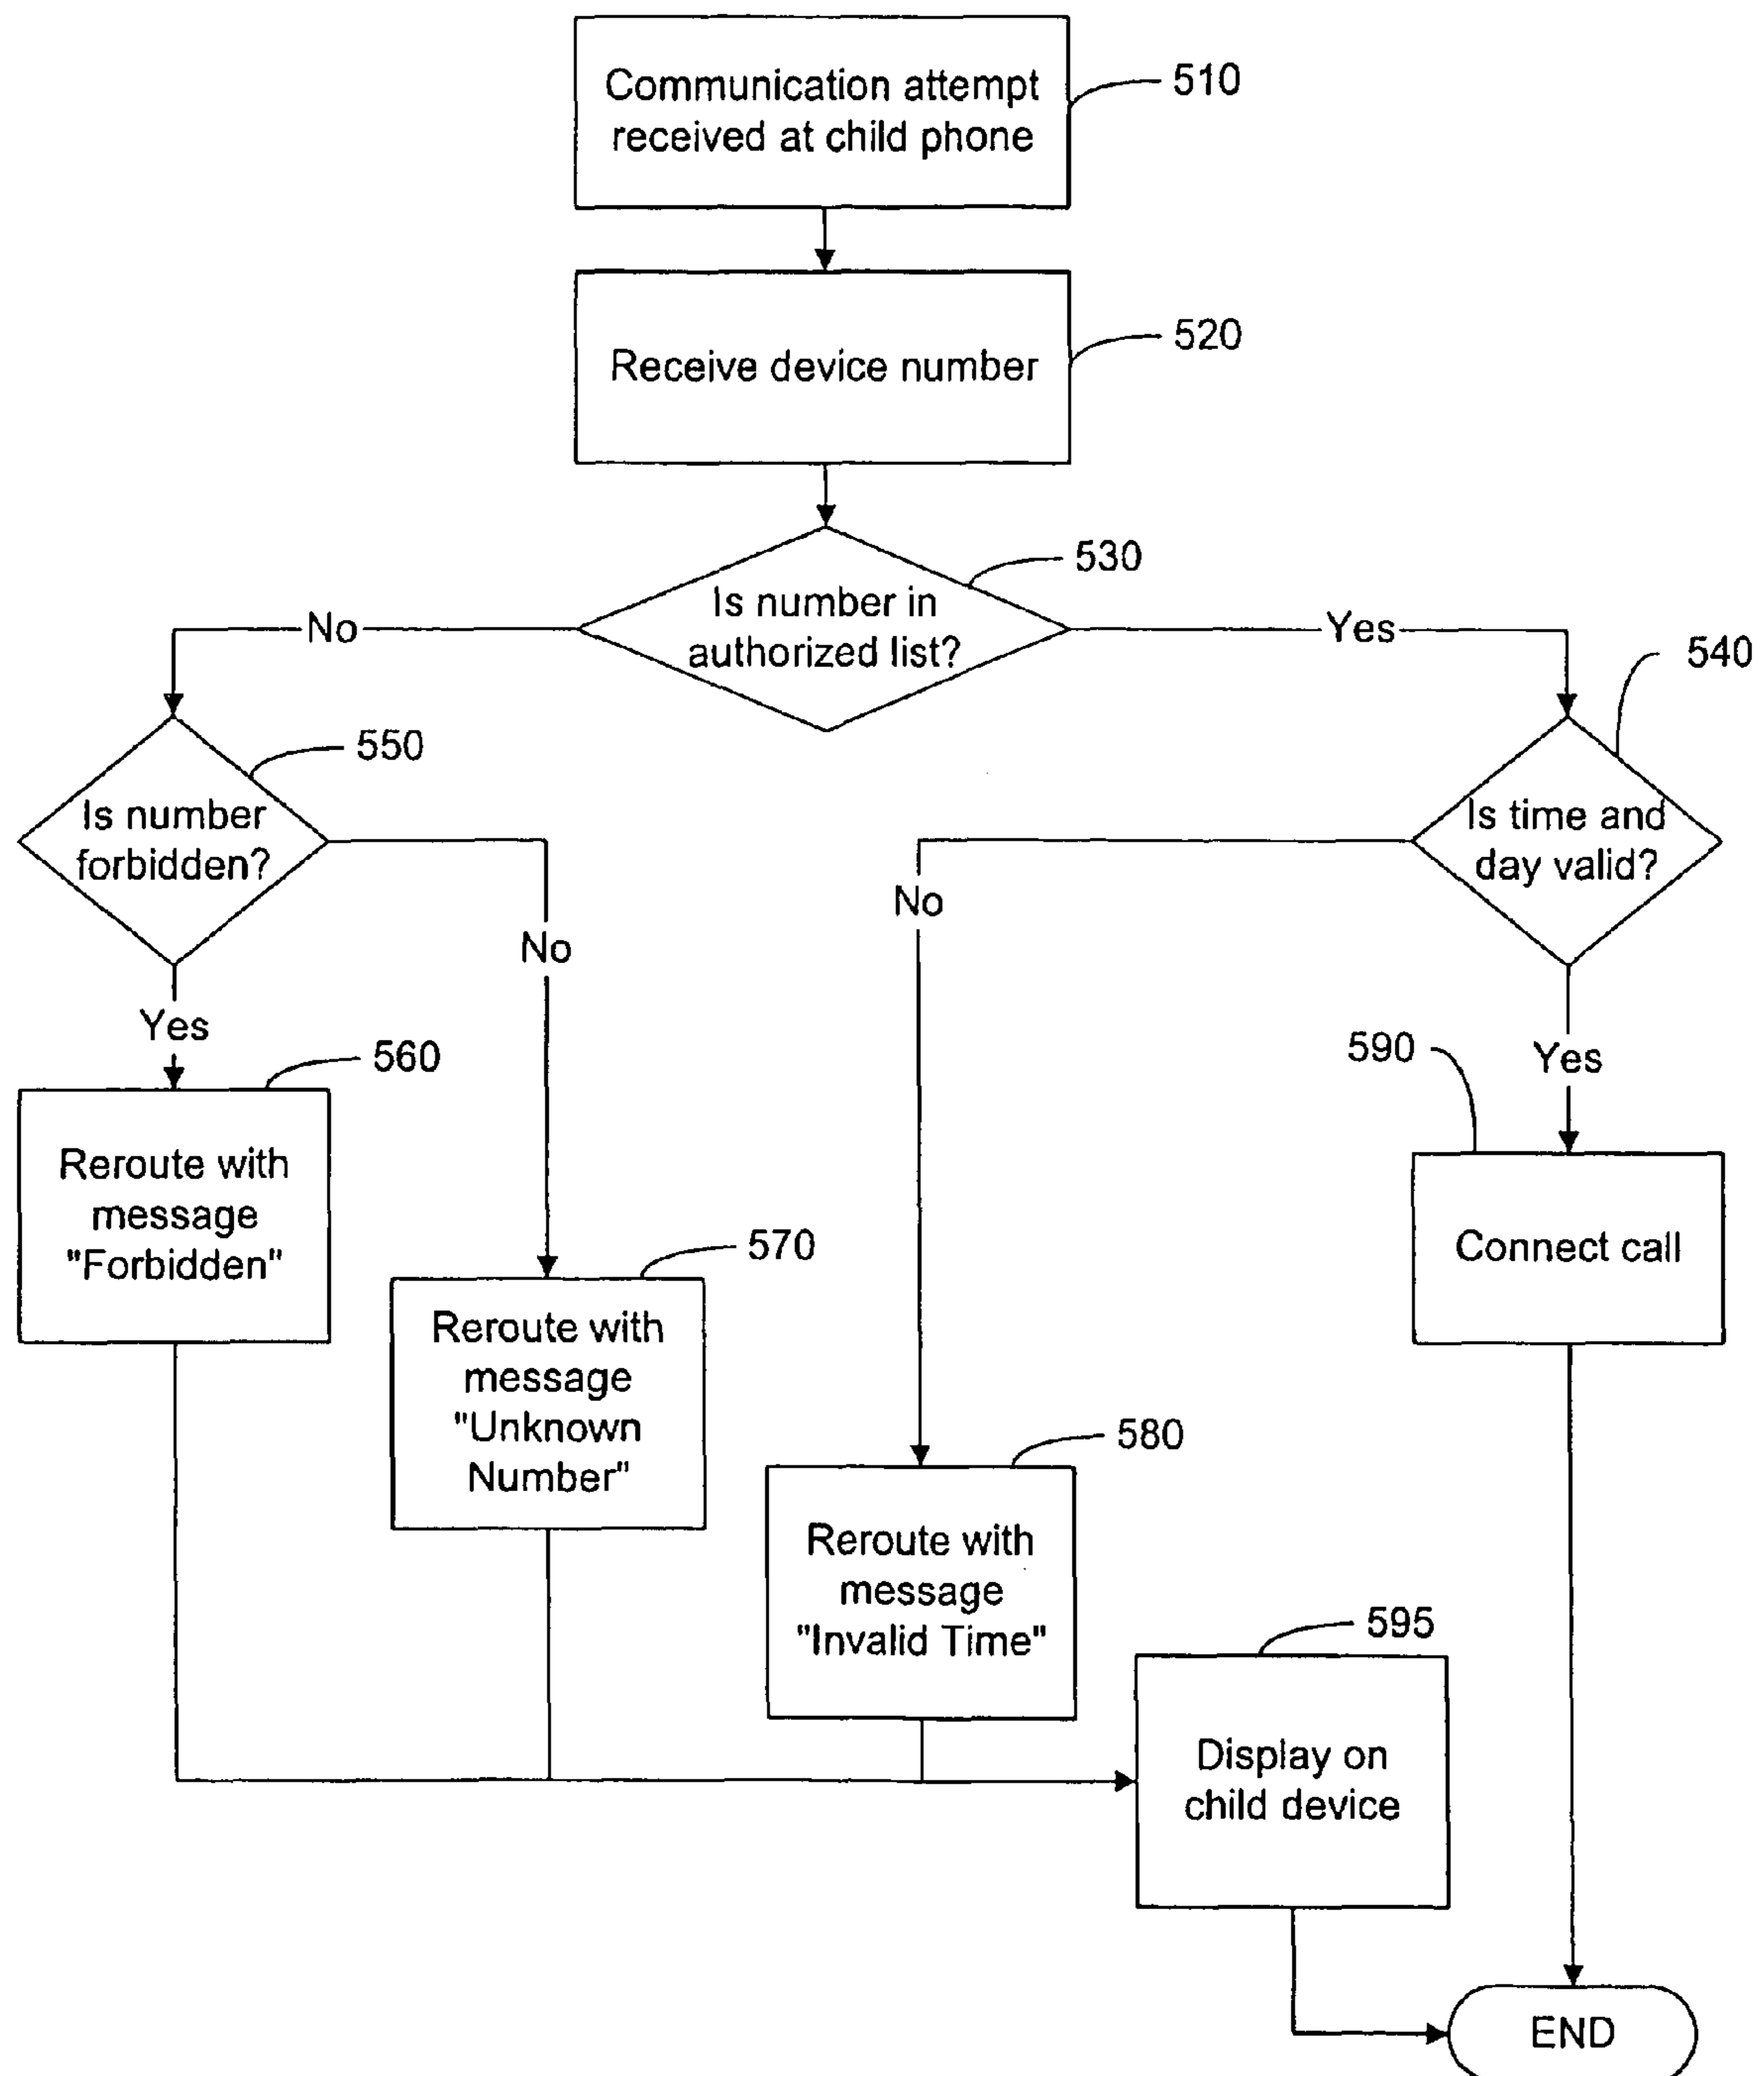 Communication attempt
received at child phone
510
Receive device number
520
530
Is number in
authorized list?
No
Yes
540
550
Is number
forbidden?
Is time and
day valid?
No
No
Yes
560
590
Yes
Reroute with
message
"Forbidden"
570
Connect call
Reroute with
message
"Unknown
Number"
580
Reroute with
message
"Invalid Time"
595
Display on
child device
END